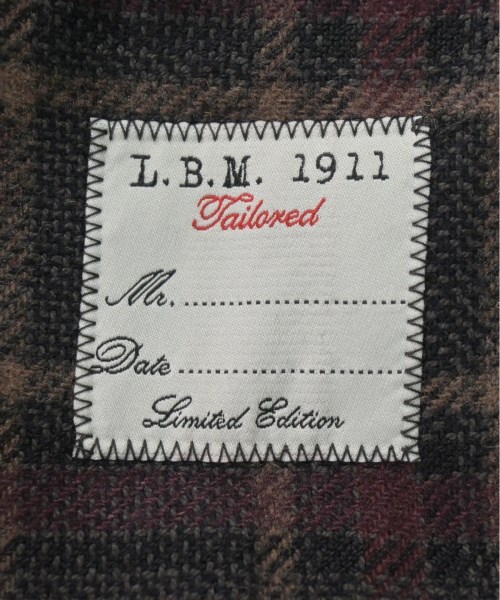 L.B.M. 1911
Tailored
Mr. ..............................
Date ..............................
Limited Edition